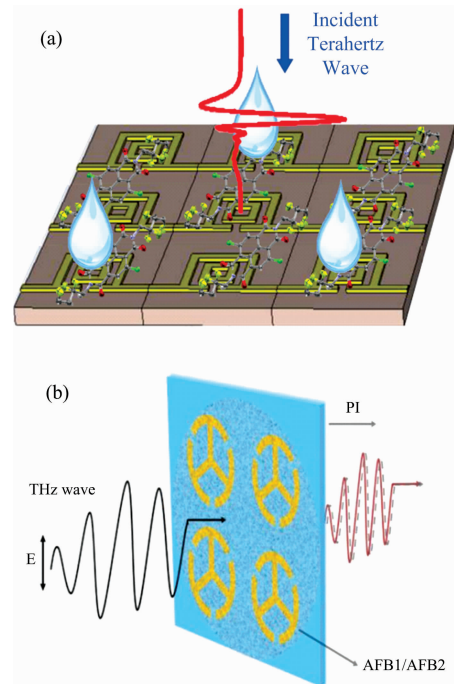 (a)
Incident
Terahertz
Wave
(b)
PI
THz wave
E
AFB1/AFB2